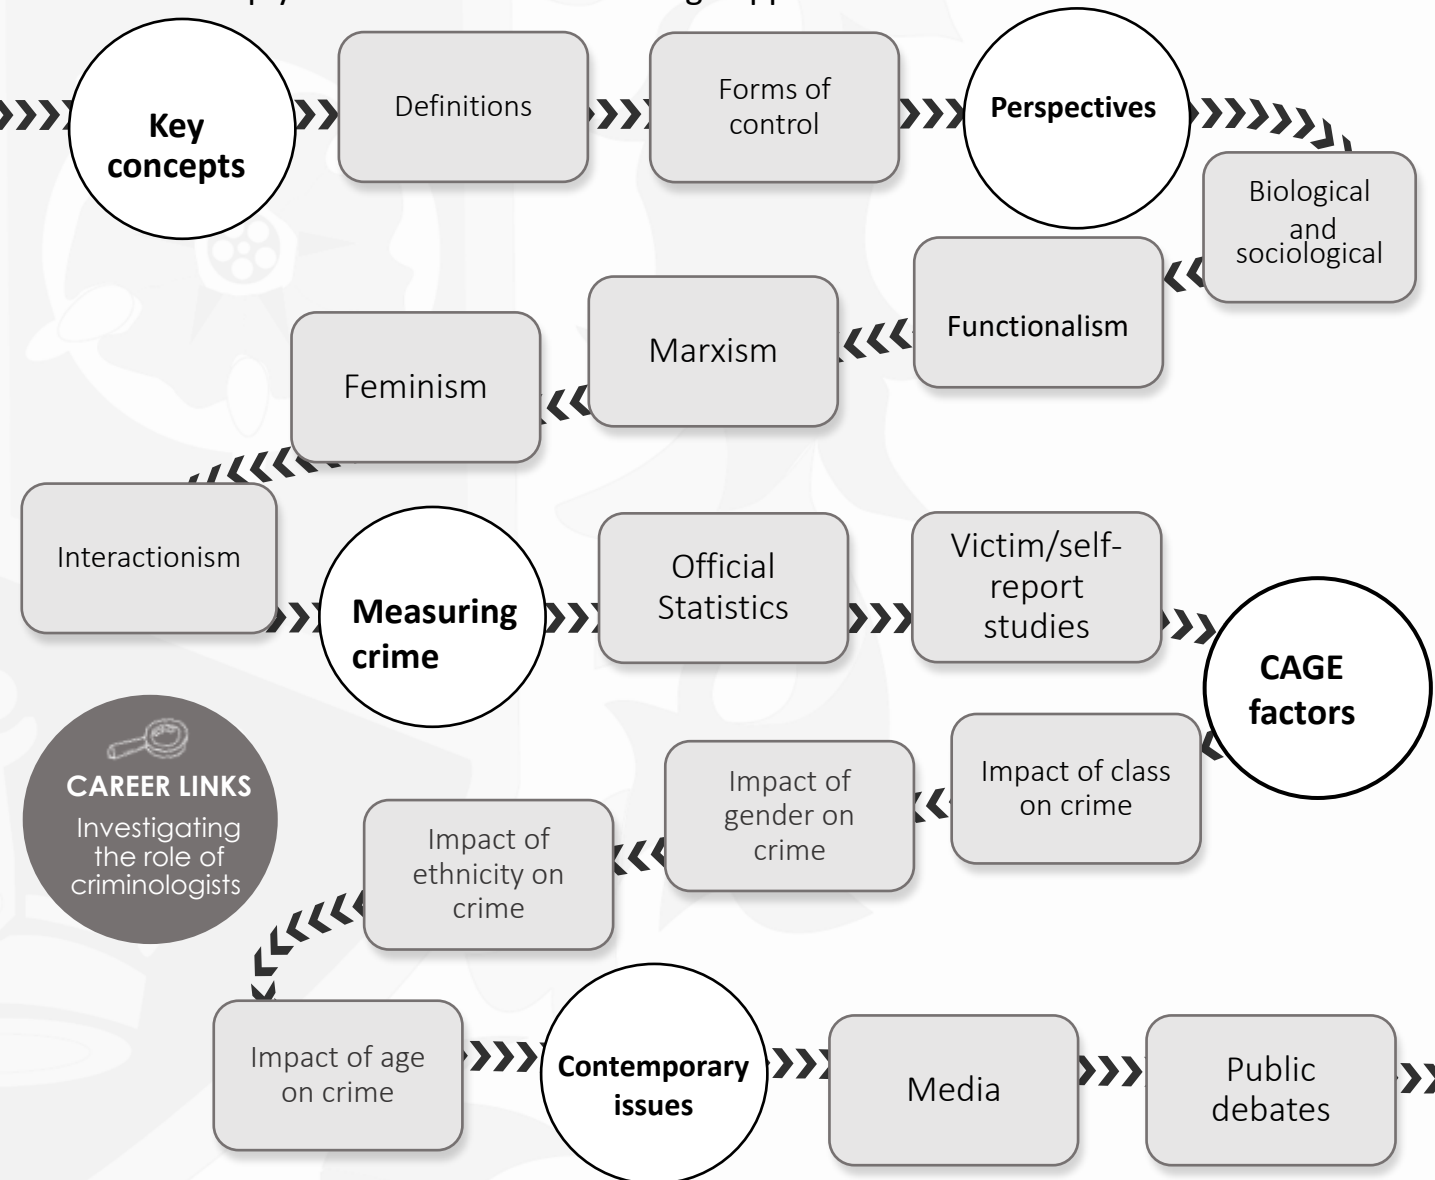 Key
concepts
Definitions
Forms of
control
Perspectives
Biological
and
sociological
Functionalism
Marxism
Feminism
Interactionism
Measuring
crime
Official
Statistics
Victim/self-
report
studies
CAGE
factors
Impact of class
on crime
Impact of
gender on
crime
Impact of
ethnicity on
crime
Impact of age
on crime
Contemporary
issues
Media
Public
debates
CAREER LINKS
Investigating
the role of
criminologists